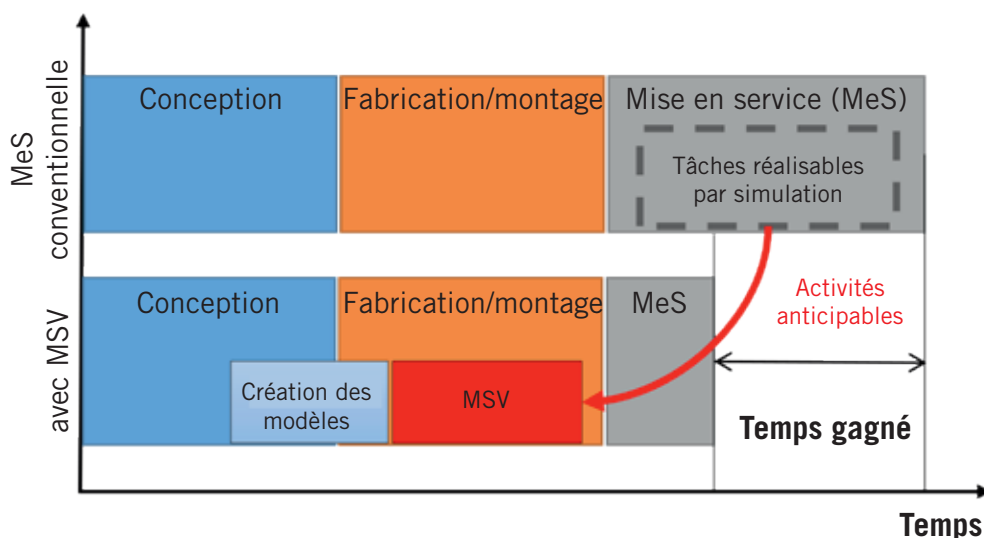 MeS
conventionnelle
Conception
Fabrication/montage
Mise en service (MeS)
Tâches réalisables
par simulation
avec MSV
Conception
Fabrication/montage
MeS
Activités
anticipables
Création des
modèles
MSV
Temps gagné
Temps